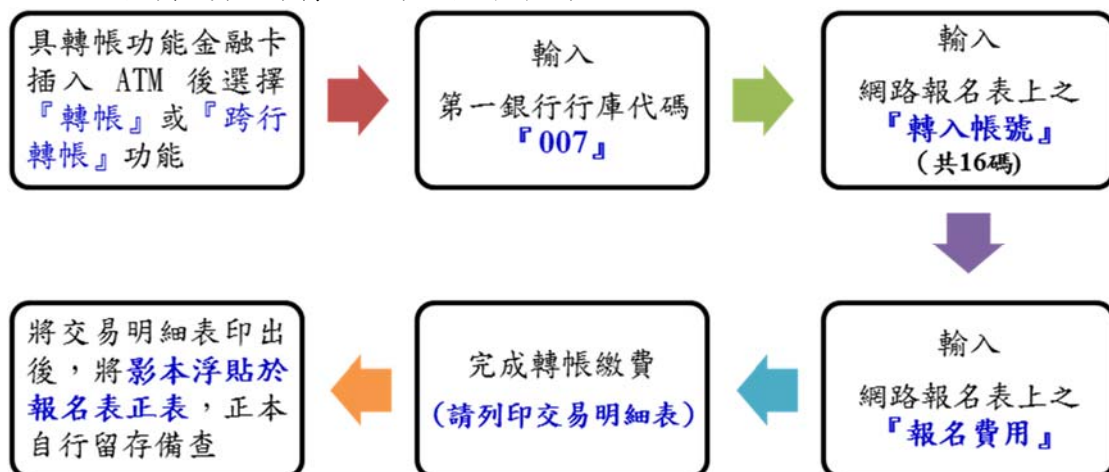 具轉帳功能金融卡
插入 ATM 後選擇
『轉帳』或『跨行
轉帳』功能
輸入
第一銀行行庫代碼
『007』
輸入
網路報名表上之
『轉入帳號』
(共16碼)
輸入
網路報名表上之
『報名費用』
完成轉帳繳費
(請列印交易明細表)
將交易明細表印出
後，將影本浮貼於
報名表正表，正本
自行留存備查